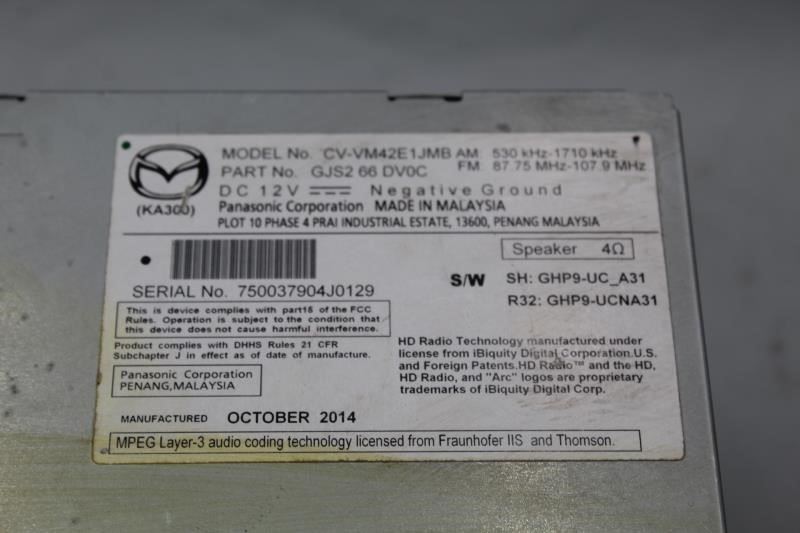 MODEL No. CV-VM42E1JMB AM: 530 kHz-1710 kHz
PART No. GJS2 66 DV0C FM: 87.75 MHz-107.9 MHz
DC 12V Negative Ground
(KA300) Panasonic Corporation MADE IN MALAYSIA
PLOT 10 PHASE 4 PRAI INDUSTRIAL ESTATE, 13600, PENANG MALAYSIA
Speaker 4Ω
S/W SH: GHP9-UC_A31
R32: GHP9-UCNA31
SERIAL No. 750037904J0129
This is device complies with part15 of the FCC
Rules. Operation is subject to the condition that
this device does not cause harmful interference.
Product complies with DHHS Rules 21 CFR
Subchapter J in effect as of date of manufacture.
Panasonic Corporation
PENANG,MALAYSIA
HD Radio Technology manufactured under
license from iBiquity Digital Corporation.U.S.
and Foreign Patents.HD Radio™ and the HD,
HD Radio, and "Arc" logos are proprietary
trademarks of iBiquity Digital Corp.
MANUFACTURED OCTOBER 2014
MPEG Layer-3 audio coding technology licensed from Fraunhofer IIS and Thomson.